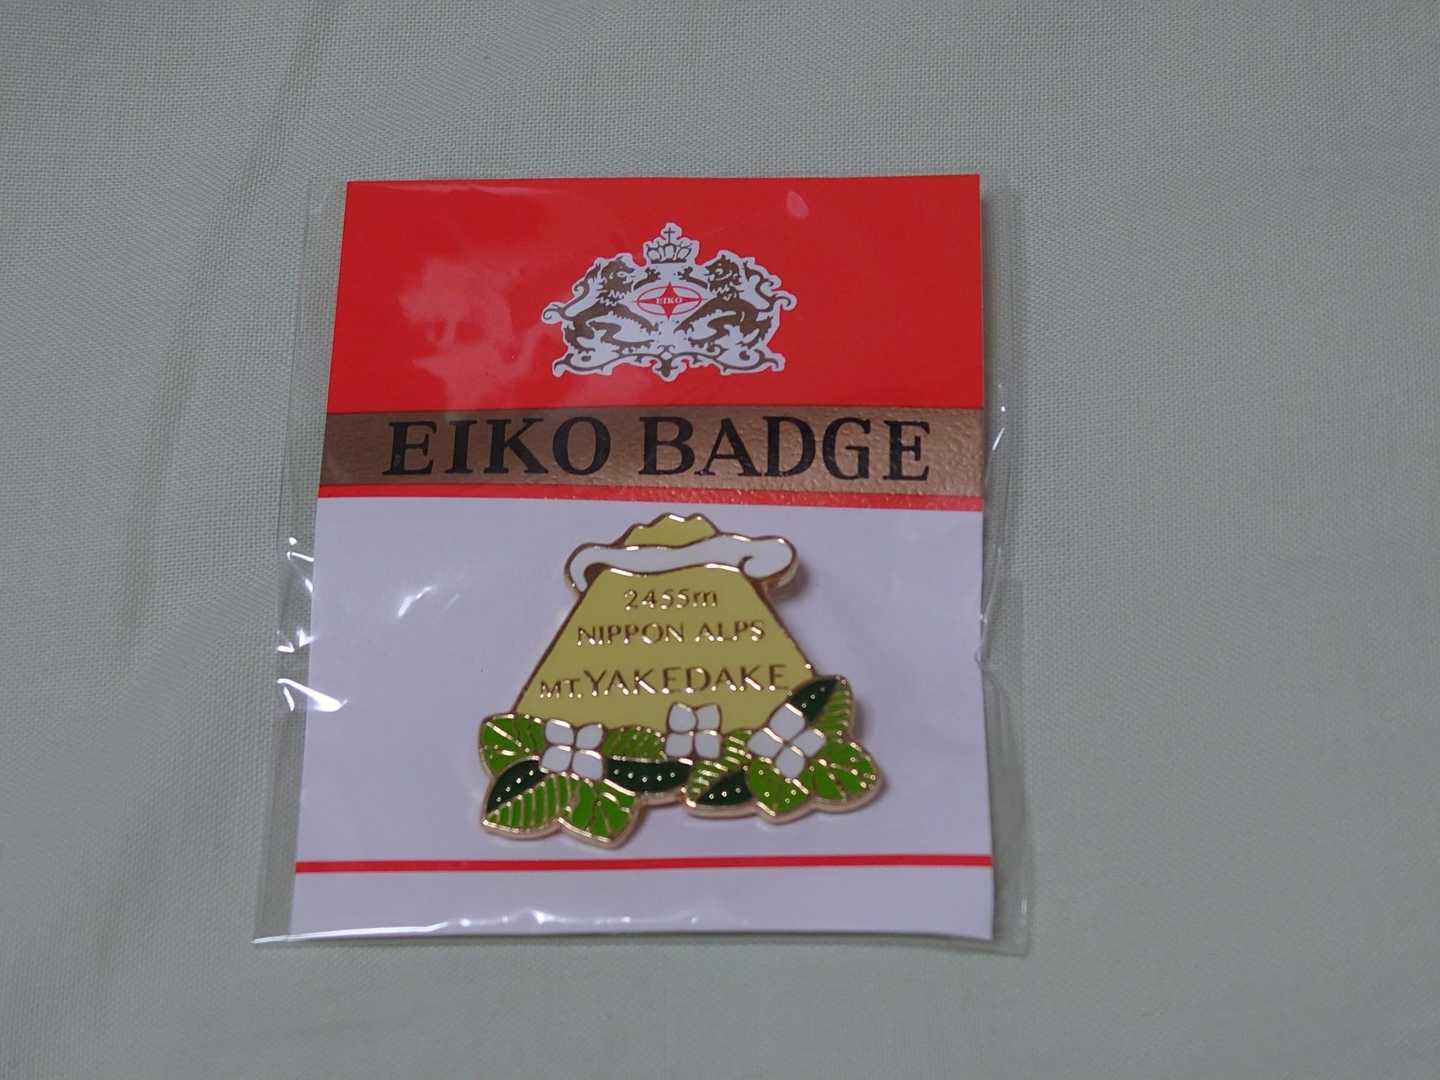 EIKO
EIKO BADGE
2455m
NIPPON ALPS
MT. YAKEDAKE